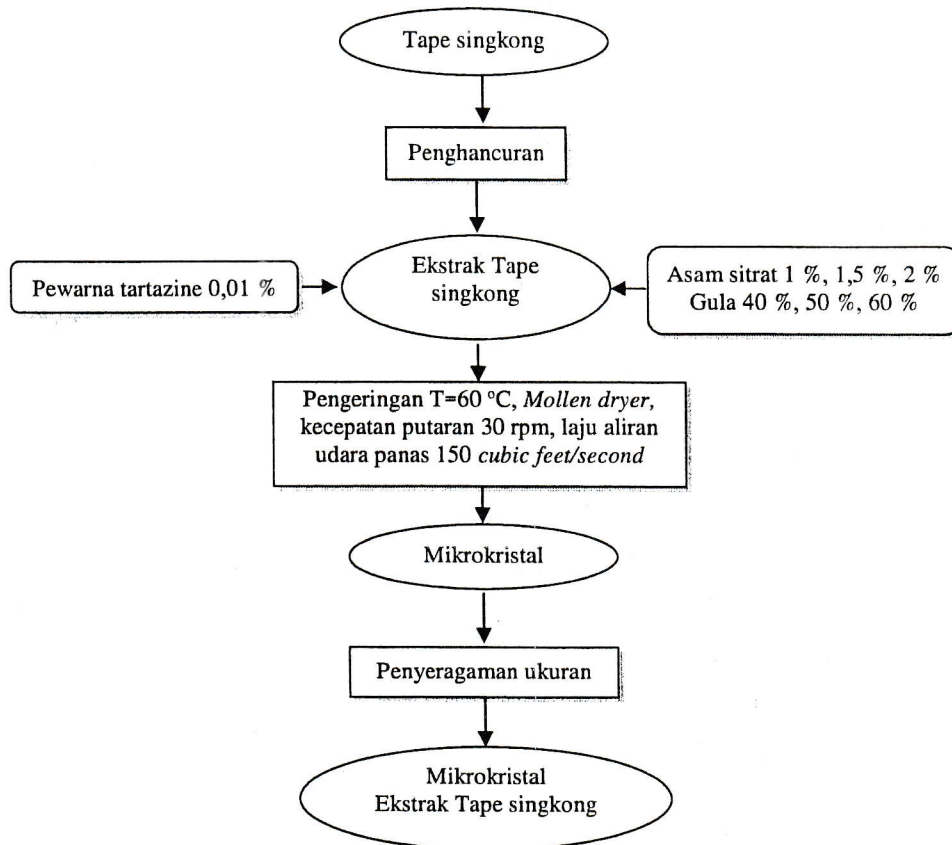 Tape singkong
Penghancuran
Ekstrak Tape
singkong
Pewarna tartazine 0,01 %
Asam sitrat 1 %, 1,5 %, 2 %
Gula 40 %, 50 %, 60 %
Pengeringan T=60 °C, Mollen dryer,
kecepatan putaran 30 rpm, laju aliran
udara panas 150 cubic feet/second
Mikrokristal
Penyeragaman ukuran
Mikrokristal
Ekstrak Tape singkong